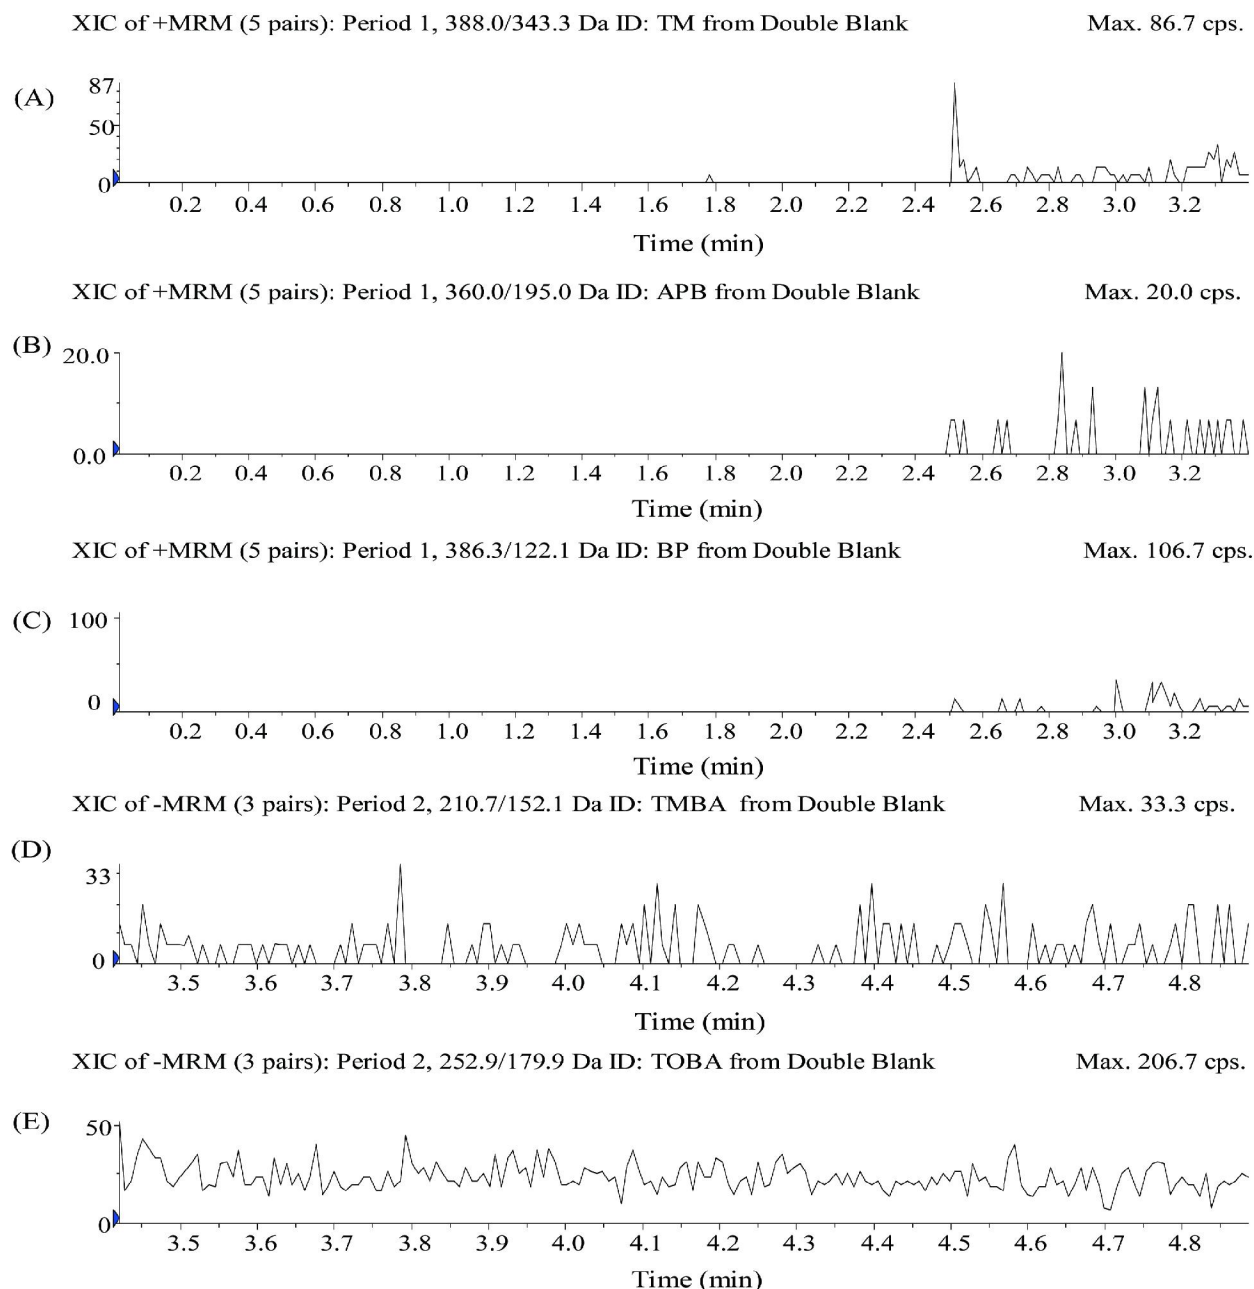 XIC of +MRM (5 pairs): Period 1, 388.0/343.3 Da ID: TM from Double Blank Max. 86.7 cps.
(A)
87
50
0
0.2 0.4 0.6 0.8 1.0 1.2 1.4 1.6 1.8 2.0 2.2 2.4 2.6 2.8 3.0 3.2
Time (min)
XIC of +MRM (5 pairs): Period 1, 360.0/195.0 Da ID: APB from Double Blank Max. 20.0 cps.
(B)
20.0
0.0
0.2 0.4 0.6 0.8 1.0 1.2 1.4 1.6 1.8 2.0 2.2 2.4 2.6 2.8 3.0 3.2
Time (min)
XIC of +MRM (5 pairs): Period 1, 386.3/122.1 Da ID: BP from Double Blank Max. 106.7 cps.
(C)
100
0
0.2 0.4 0.6 0.8 1.0 1.2 1.4 1.6 1.8 2.0 2.2 2.4 2.6 2.8 3.0 3.2
Time (min)
XIC of -MRM (3 pairs): Period 2, 210.7/152.1 Da ID: TMBA from Double Blank Max. 33.3 cps.
(D)
33
0
3.5 3.6 3.7 3.8 3.9 4.0 4.1 4.2 4.3 4.4 4.5 4.6 4.7 4.8
Time (min)
XIC of -MRM (3 pairs): Period 2, 252.9/179.9 Da ID: TOBA from Double Blank Max. 206.7 cps.
(E)
50
0
3.5 3.6 3.7 3.8 3.9 4.0 4.1 4.2 4.3 4.4 4.5 4.6 4.7 4.8
Time (min)